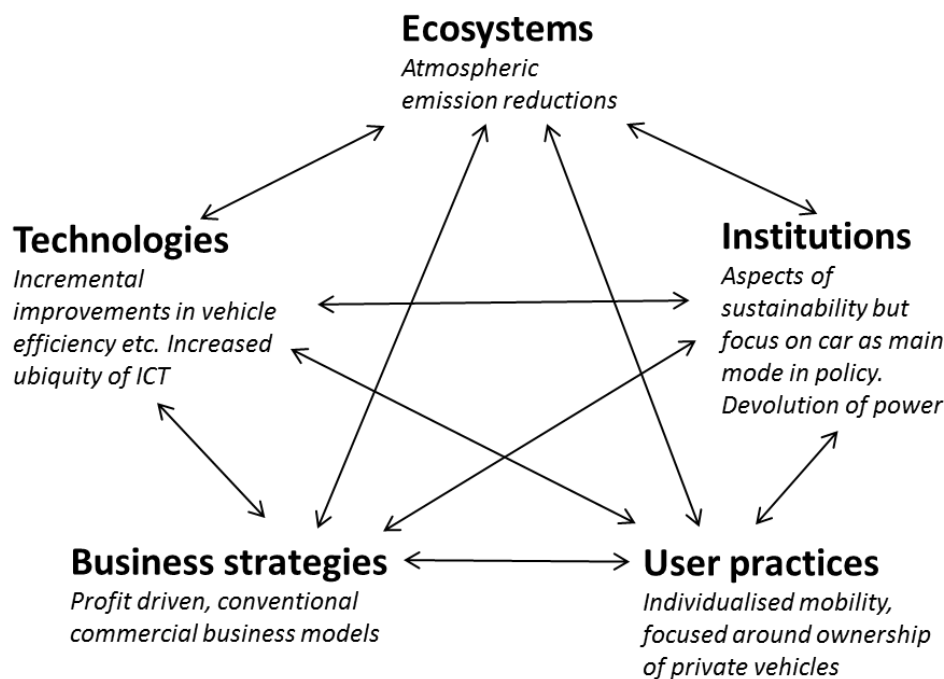 Ecosystems
Atmospheric
emission reductions
Technologies
Incremental
improvements in vehicle
efficiency etc. Increased
ubiquity of ICT
Institutions
Aspects of
sustainability but
focus on car as main
mode in policy.
Devolution of power
Business strategies
Profit driven, conventional
commercial business models
User practices
Individualised mobility,
focused around ownership
of private vehicles